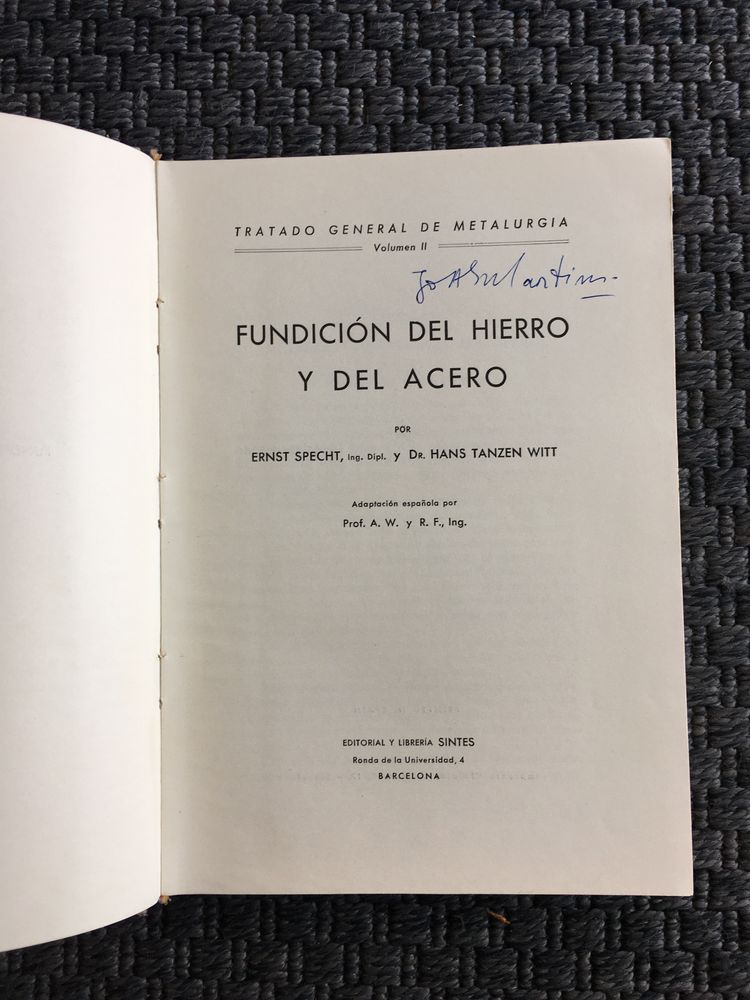 TRATADO GENERAL DE METALURGIA
Volumen II
FUNDICIÓN DEL HIERRO
Y DEL ACERO
POR
ERNST SPECHT, Ing. Dipl. y DR. HANS TANZEN WITT
Adaptación española por
Prof. A. W. y R. F., Ing.
EDITORIAL Y LIBRERÍA SINTES
Ronda de la Universidad, 4
BARCELONA